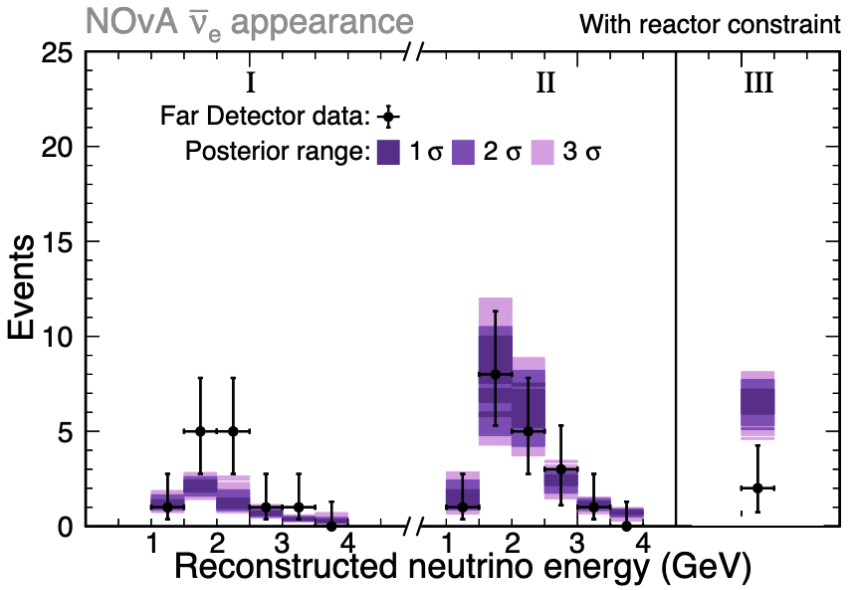 NOvA ν̄e appearance
With reactor constraint
25
20
15
10
5
0
Events
I
II
III
Far Detector data:
Posterior range: 1 σ 2 σ 3 σ
1 2 3 4 1 2 3 4
Reconstructed neutrino energy (GeV)